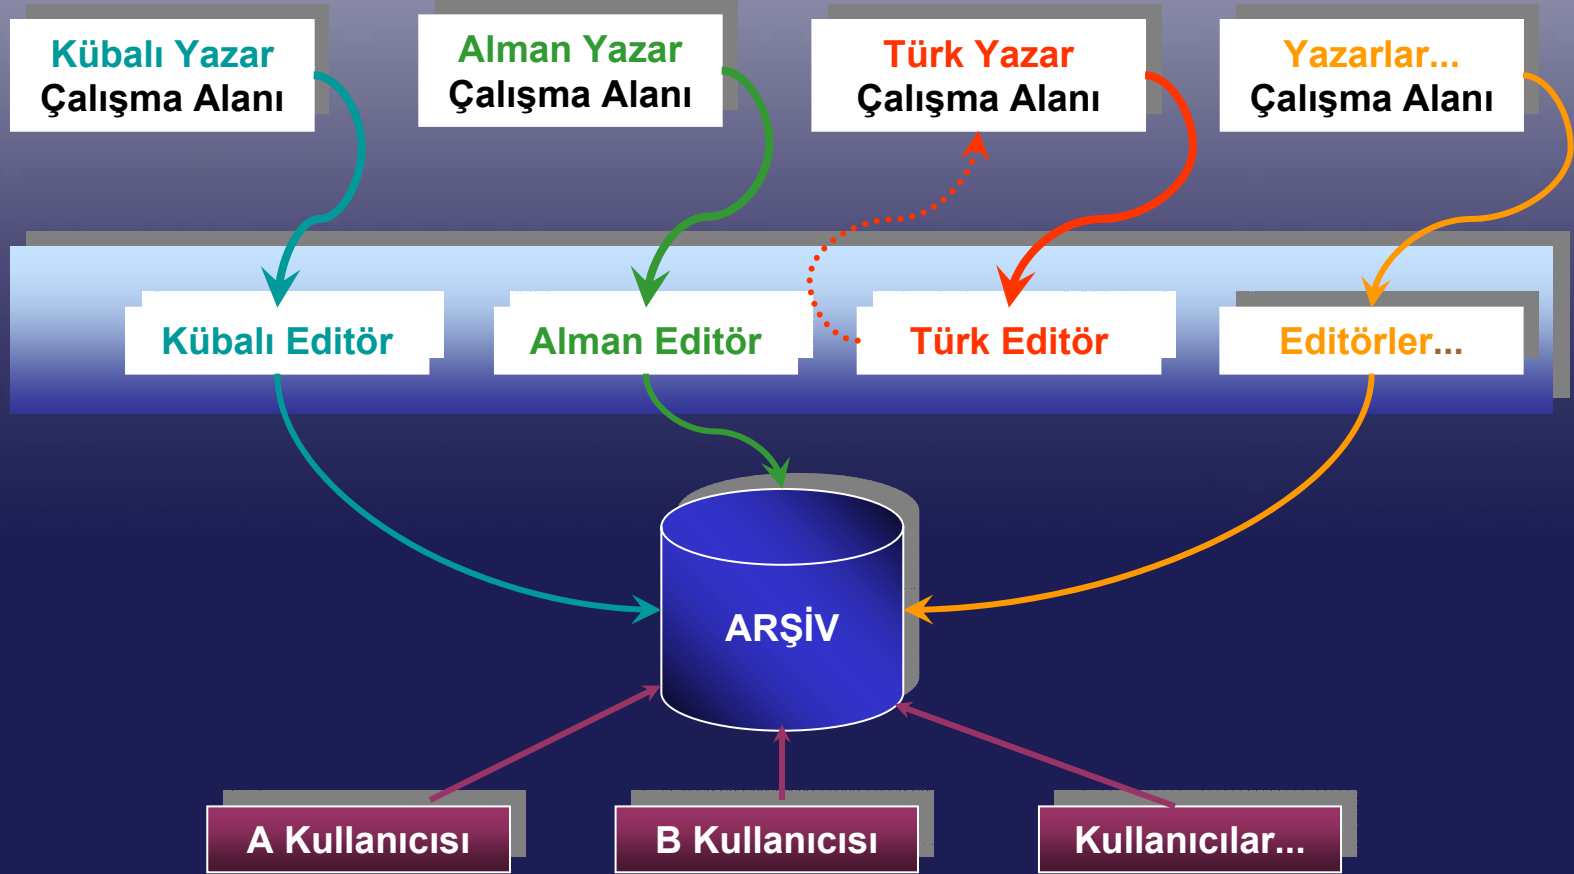 Kübalı Yazar
Çalışma Alanı
Alman Yazar
Çalışma Alanı
Türk Yazar
Çalışma Alanı
Yazarlar...
Çalışma Alanı
Kübalı Editör
Alman Editör
Türk Editör
Editörler...
ARŞİV
A Kullanıcısı
B Kullanıcısı
Kullanıcılar...